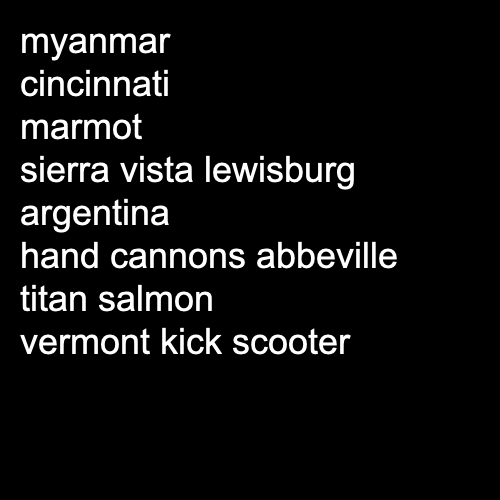 myanmar
cincinnati
marmot
sierra vista lewisburg
argentina
hand cannons abbeville
titan salmon
vermont kick scooter